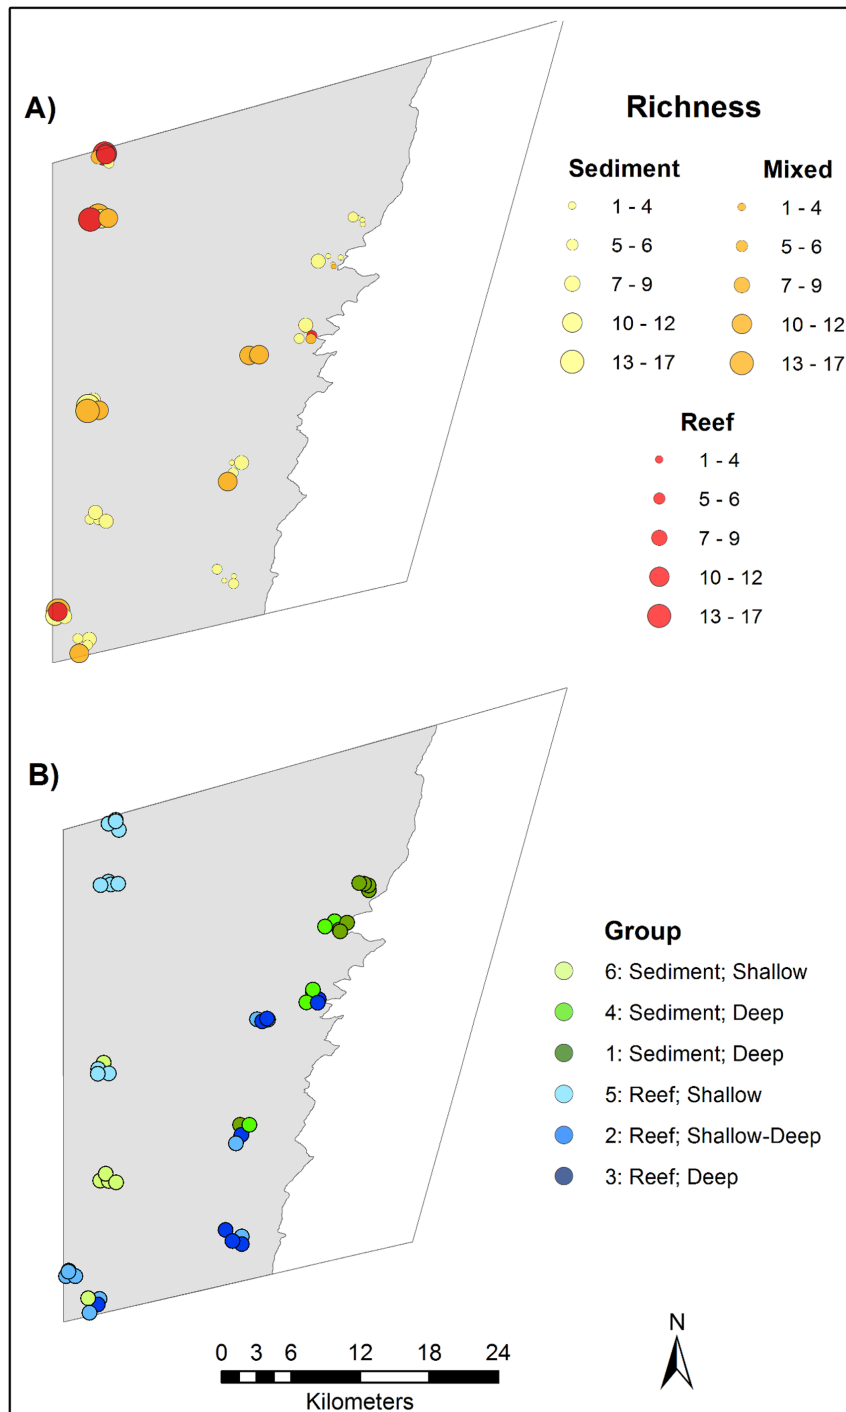 A)
Richness
Sediment
1 - 4
5 - 6
7 - 9
10 - 12
13 - 17
Mixed
1 - 4
5 - 6
7 - 9
10 - 12
13 - 17
Reef
1 - 4
5 - 6
7 - 9
10 - 12
13 - 17
B)
Group
6: Sediment; Shallow
4: Sediment; Deep
1: Sediment; Deep
5: Reef; Shallow
2: Reef; Shallow-Deep
3: Reef; Deep
0 3 6 12 18 24
Kilometers
N